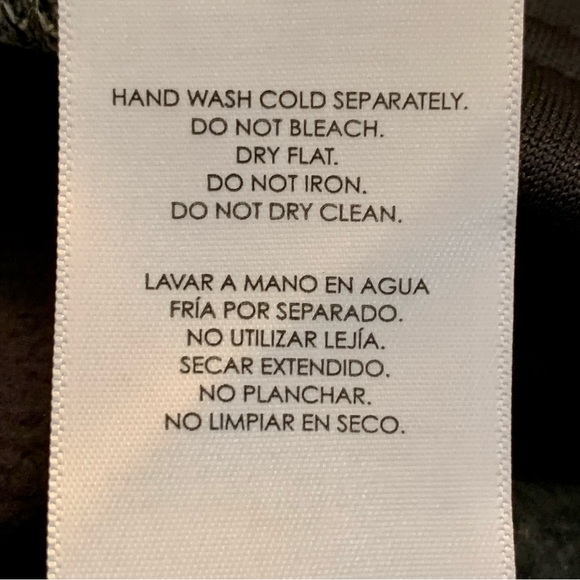 HAND WASH COLD SEPARATELY.
DO NOT BLEACH.
DRY FLAT.
DO NOT IRON.
DO NOT DRY CLEAN.
LAVAR A MANO EN AGUA
FRÍA POR SEPARADO.
NO UTILIZAR LEJÍA.
SECAR EXTENDIDO.
NO PLANCHAR.
NO LIMPIAR EN SECO.